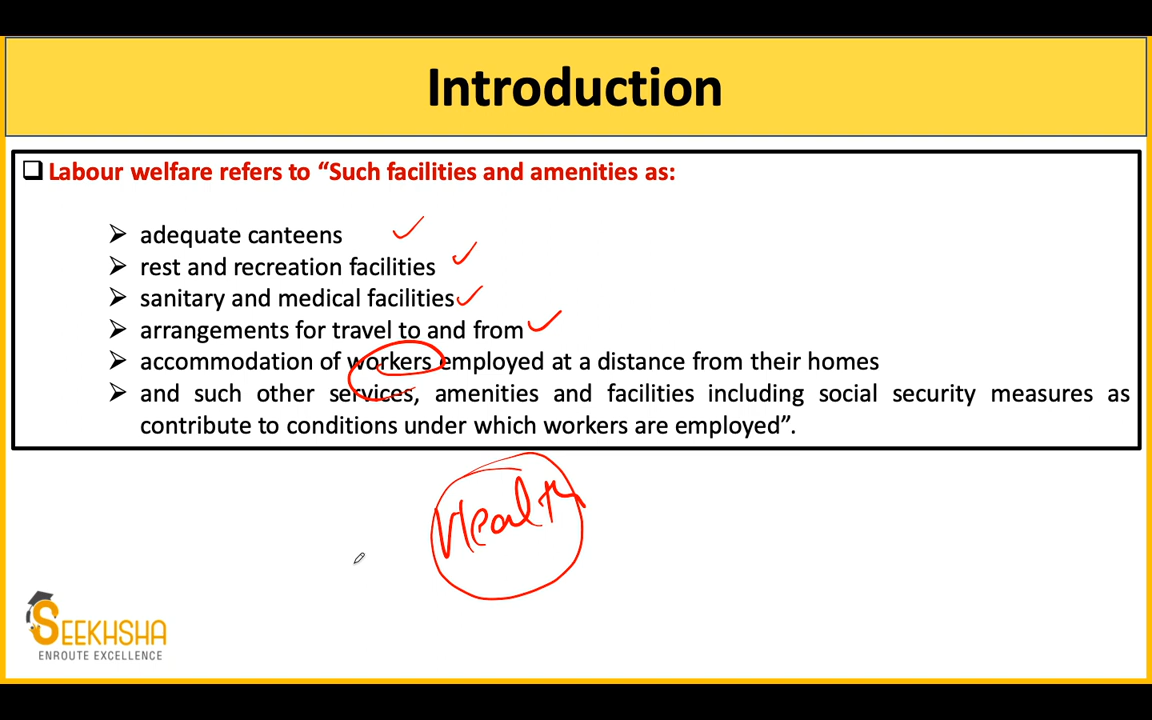 Introduction
❑ Labour welfare refers to “Such facilities and amenities as:
➢ adequate canteens
➢ rest and recreation facilities
➢ sanitary and medical facilities
➢ arrangements for travel to and from
➢ accommodation of workers employed at a distance from their homes
➢ and such other services, amenities and facilities including social security measures as
contribute to conditions under which workers are employed”.
Health
SEEKHSHA
ENROUTE EXCELLENCE